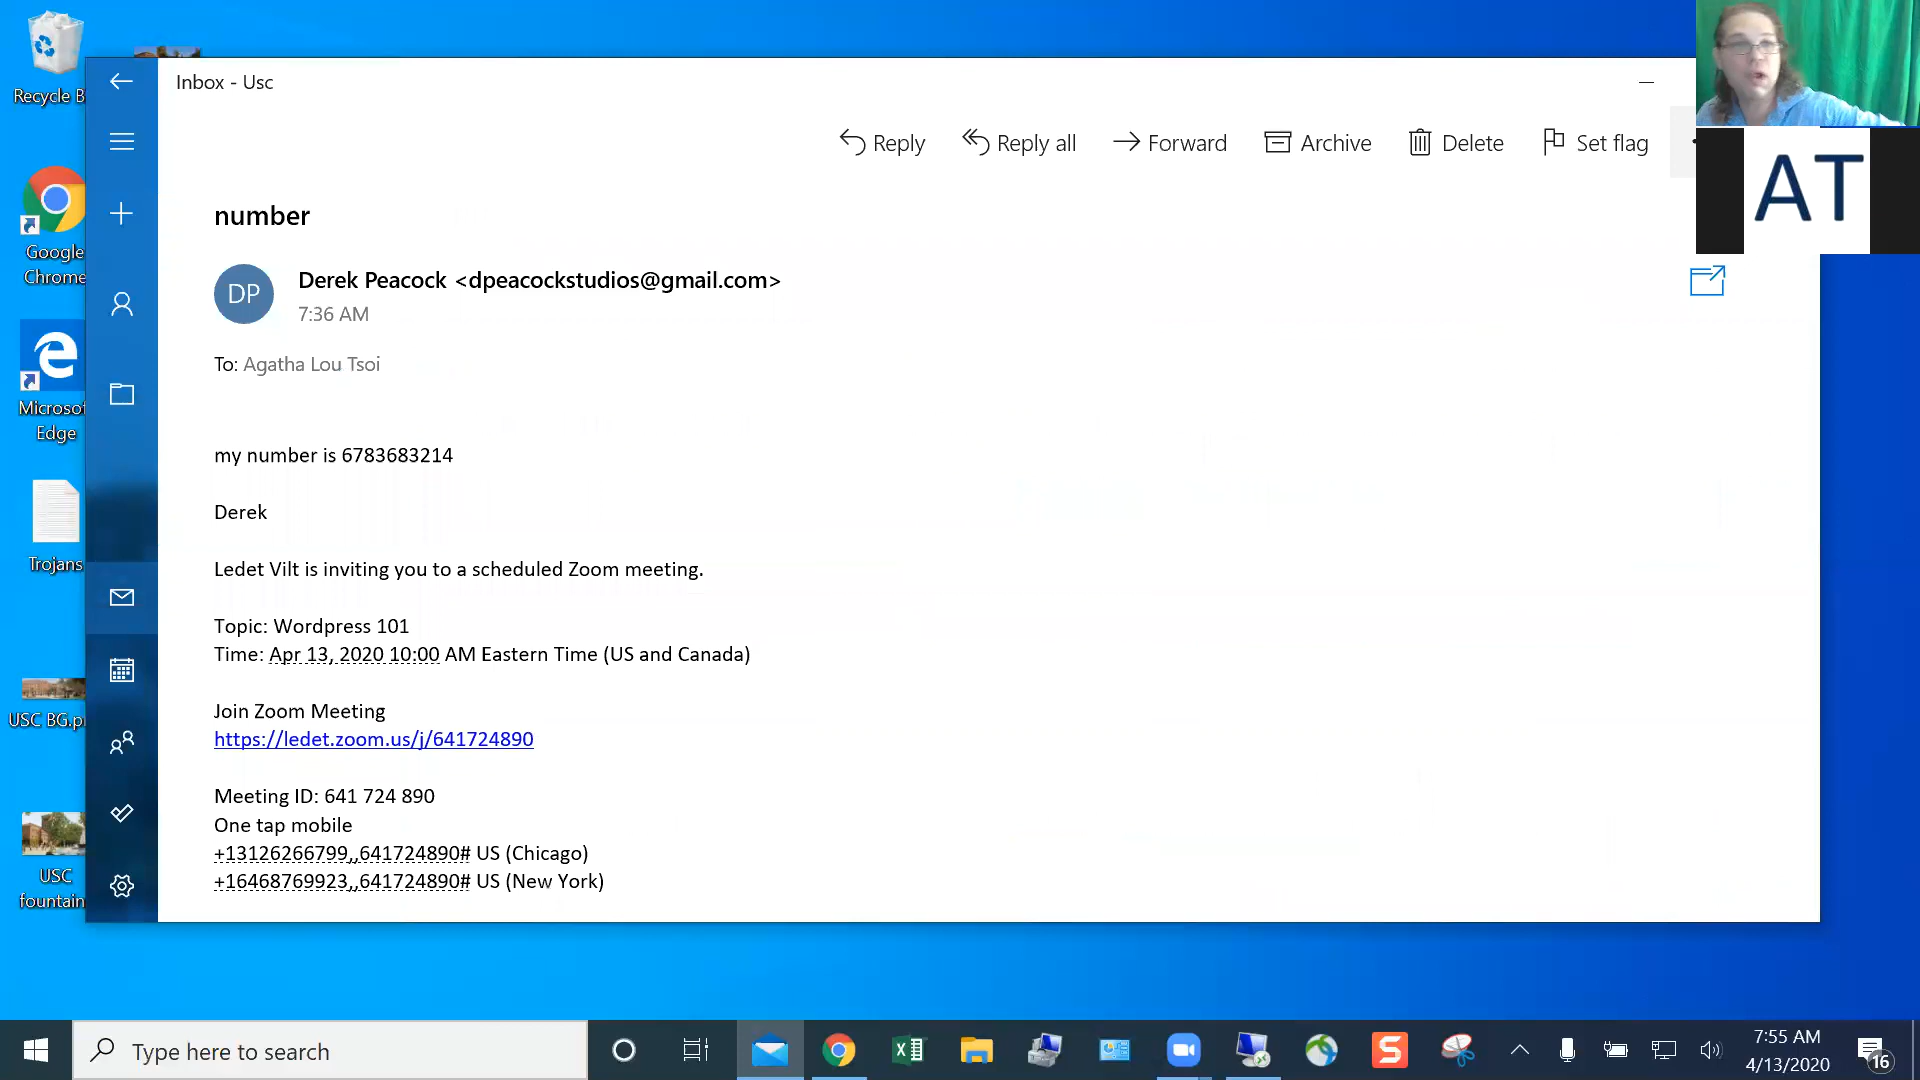 Recycle B
Google
Chrome
Microsof
Edge
Trojans
USC BG.p
USC
fountain
Inbox - Usc
Reply
Reply all
Forward
Archive
Delete
Set flag
AT
number
DP
Derek Peacock <dpeacockstudios@gmail.com>
7:36 AM
To: Agatha Lou Tsoi
my number is 6783683214
Derek
Ledet Vilt is inviting you to a scheduled Zoom meeting.
Topic: Wordpress 101
Time: Apr 13, 2020 10:00 AM Eastern Time (US and Canada)
Join Zoom Meeting
https://ledet.zoom.us/j/641724890
Meeting ID: 641 724 890
One tap mobile
+13126266799,,641724890# US (Chicago)
+16468769923,,641724890# US (New York)
Type here to search
7:55 AM
4/13/2020
16